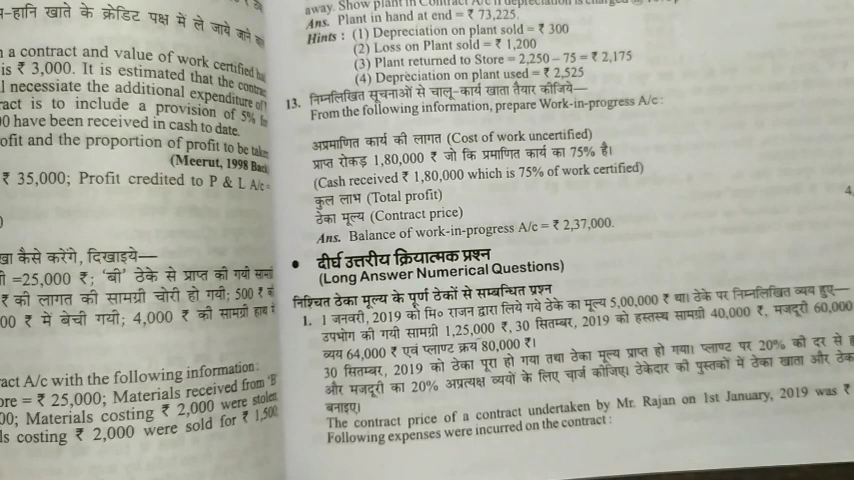 -हानि खाते के क्रेडिट पक्ष में ले जाये जाने
a contract and value of work certified
is ₹ 3,000. It is estimated that the
necessiate the additional expenditure of
act is to include a provision of 5%
0 have been received in cash to date.
ofit and the proportion of profit to be taken
(Meerut, 1998 Back
₹ 35,000; Profit credited to P & L A/c =
कैसे करेंगे, दिखाइये—
=25,000 ₹; 'बी' ठेके से प्राप्त की गयी
₹ की लागत की सामग्री चोरी हो गयी; 500 ₹
00 ₹ में बेची गयी; 4,000 ₹ की सामग्री हाथ
act A/c with the following information:
ore = ₹ 25,000; Materials received from 'B'
00; Materials costing ₹ 2,000 were stolen
ls costing ₹ 2,000 were sold for ₹ 1,500
away. Show plant in Contract A/c if depreciation is charged
Ans. Plant in hand at end = ₹ 73,225.
Hints : (1) Depreciation on plant sold = ₹ 300
(2) Loss on Plant sold = ₹ 1,200
(3) Plant returned to Store = 2,250 – 75 = ₹ 2,175
(4) Depreciation on plant used = ₹ 2,525
13. निम्नलिखित सूचनाओं से चालू-कार्य खाता तैयार कीजिये—
From the following information, prepare Work-in-progress A/c :
अप्रमाणित कार्य की लागत (Cost of work uncertified)
प्राप्त रोकड़ 1,80,000 ₹ जो कि प्रमाणित कार्य का 75% है।
(Cash received ₹ 1,80,000 which is 75% of work certified)
कुल लाभ (Total profit)
ठेका मूल्य (Contract price)
Ans. Balance of work-in-progress A/c = ₹ 2,37,000.
• दीर्घ उत्तरीय क्रियात्मक प्रश्न
(Long Answer Numerical Questions)
निश्चित ठेका मूल्य के पूर्ण ठेकों से सम्बन्धित प्रश्न
1. 1 जनवरी, 2019 को मि० राजन द्वारा लिये गये ठेके का मूल्य 5,00,000 ₹ था। ठेके पर निम्नलिखित व्यय हुए—
उपभोग की गयी सामग्री 1,25,000 ₹, 30 सितम्बर, 2019 को हस्तस्थ सामग्री 40,000 ₹, मजदूरी 60,000
व्यय 64,000 ₹ एवं प्लाण्ट क्रय 80,000 ₹।
30 सितम्बर, 2019 को ठेका पूरा हो गया तथा ठेका मूल्य प्राप्त हो गया। प्लाण्ट पर 20% की दर से
और मजदूरी का 20% अप्रत्यक्ष व्ययों के लिए चार्ज कीजिए। ठेकेदार की पुस्तकों में ठेका खाता और
बनाइए।
The contract price of a contract undertaken by Mr. Rajan on 1st January, 2019 was ₹
Following expenses were incurred on the contract :